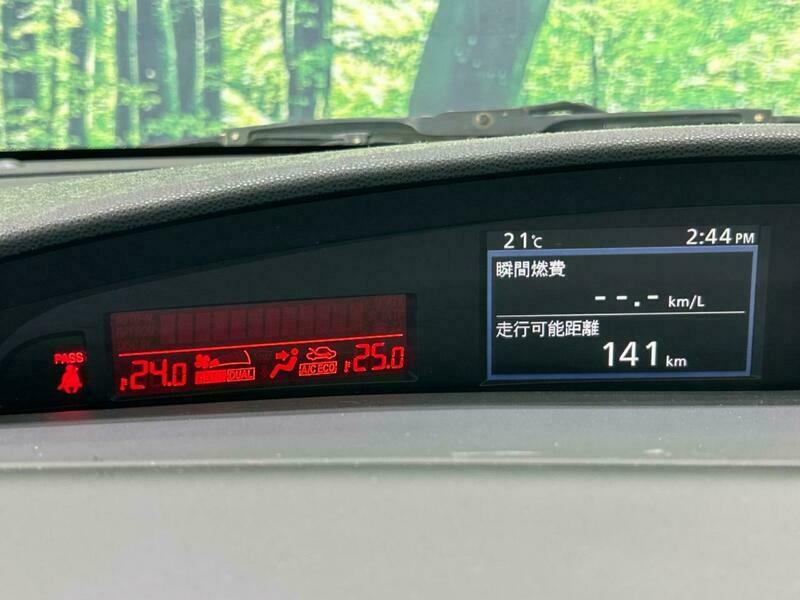 21℃ 2:44 PM
瞬間燃費
--.- km/L
走行可能距離
141 km
PASS
24.0 DUAL A/C ECO 25.0